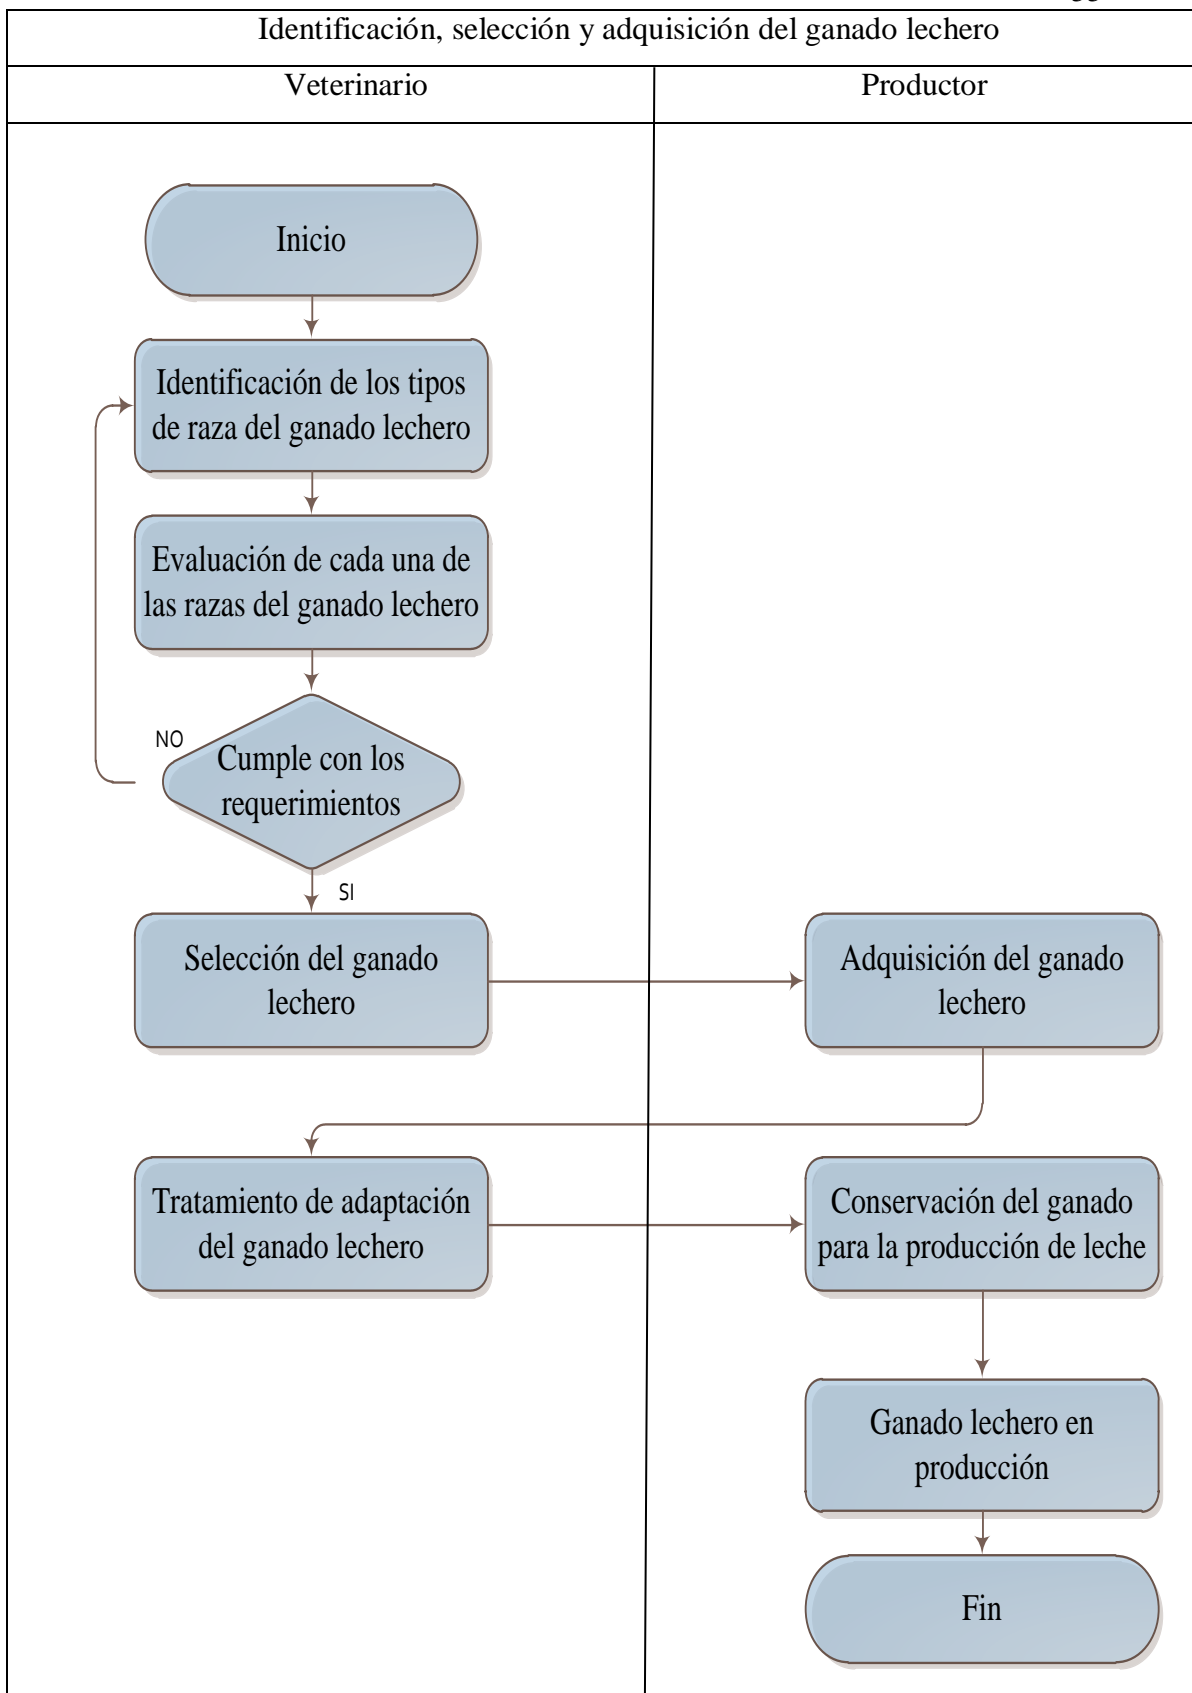 Identificación, selección y adquisición del ganado lechero
Veterinario
Productor
Inicio
Identificación de los tipos
de raza del ganado lechero
Evaluación de cada una de
las razas del ganado lechero
NO
Cumple con los
requerimientos
SI
Selección del ganado
lechero
Adquisición del ganado
lechero
Tratamiento de adaptación
del ganado lechero
Conservación del ganado
para la producción de leche
Ganado lechero en
producción
Fin